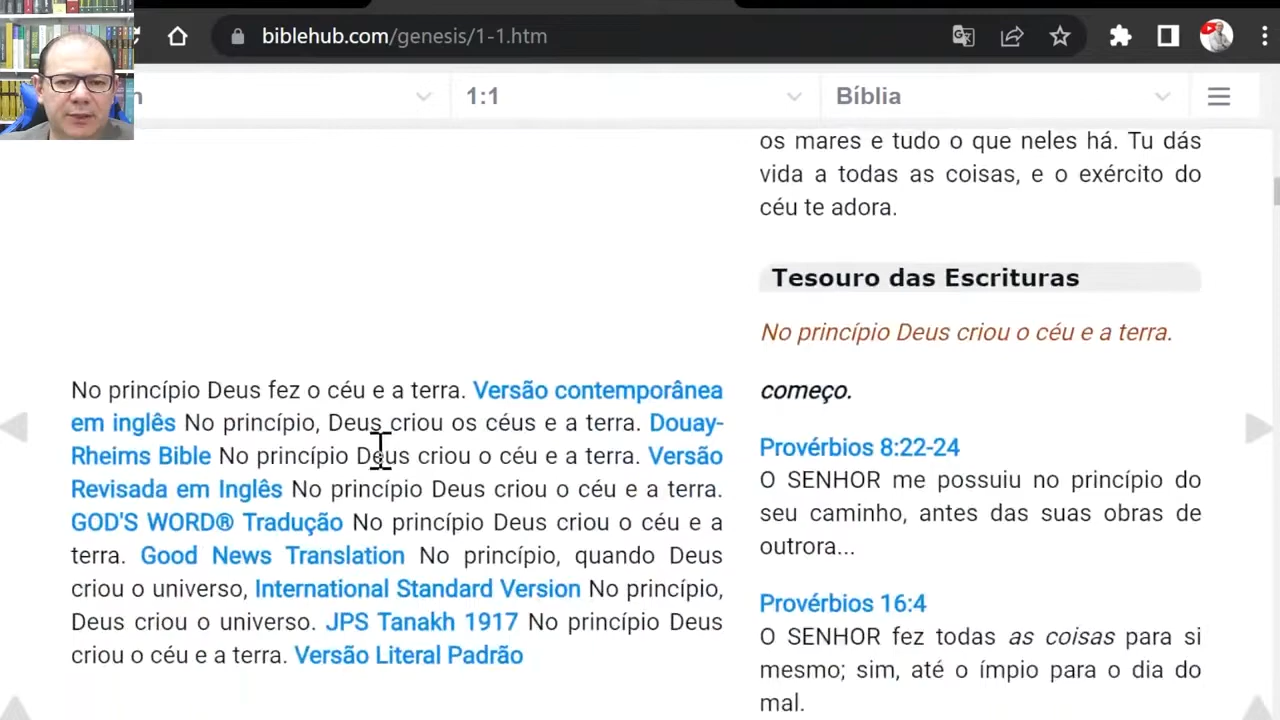 biblehub.com/genesis/1-1.htm
n
1:1
Bíblia
No princípio Deus fez o céu e a terra. Versão contemporânea
em inglês No princípio, Deus criou os céus e a terra. Douay-
Rheims Bible No princípio Deus criou o céu e a terra. Versão
Revisada em Inglês No princípio Deus criou o céu e a terra.
GOD'S WORD® Tradução No princípio Deus criou o céu e a
terra. Good News Translation No princípio, quando Deus
criou o universo, International Standard Version No princípio,
Deus criou o universo. JPS Tanakh 1917 No princípio Deus
criou o céu e a terra. Versão Literal Padrão
os mares e tudo o que neles há. Tu dás
vida a todas as coisas, e o exército do
céu te adora.
Tesouro das Escrituras
No princípio Deus criou o céu e a terra.
começo.
Provérbios 8:22-24
O SENHOR me possuiu no princípio do
seu caminho, antes das suas obras de
outrora...
Provérbios 16:4
O SENHOR fez todas as coisas para si
mesmo; sim, até o ímpio para o dia do
mal.